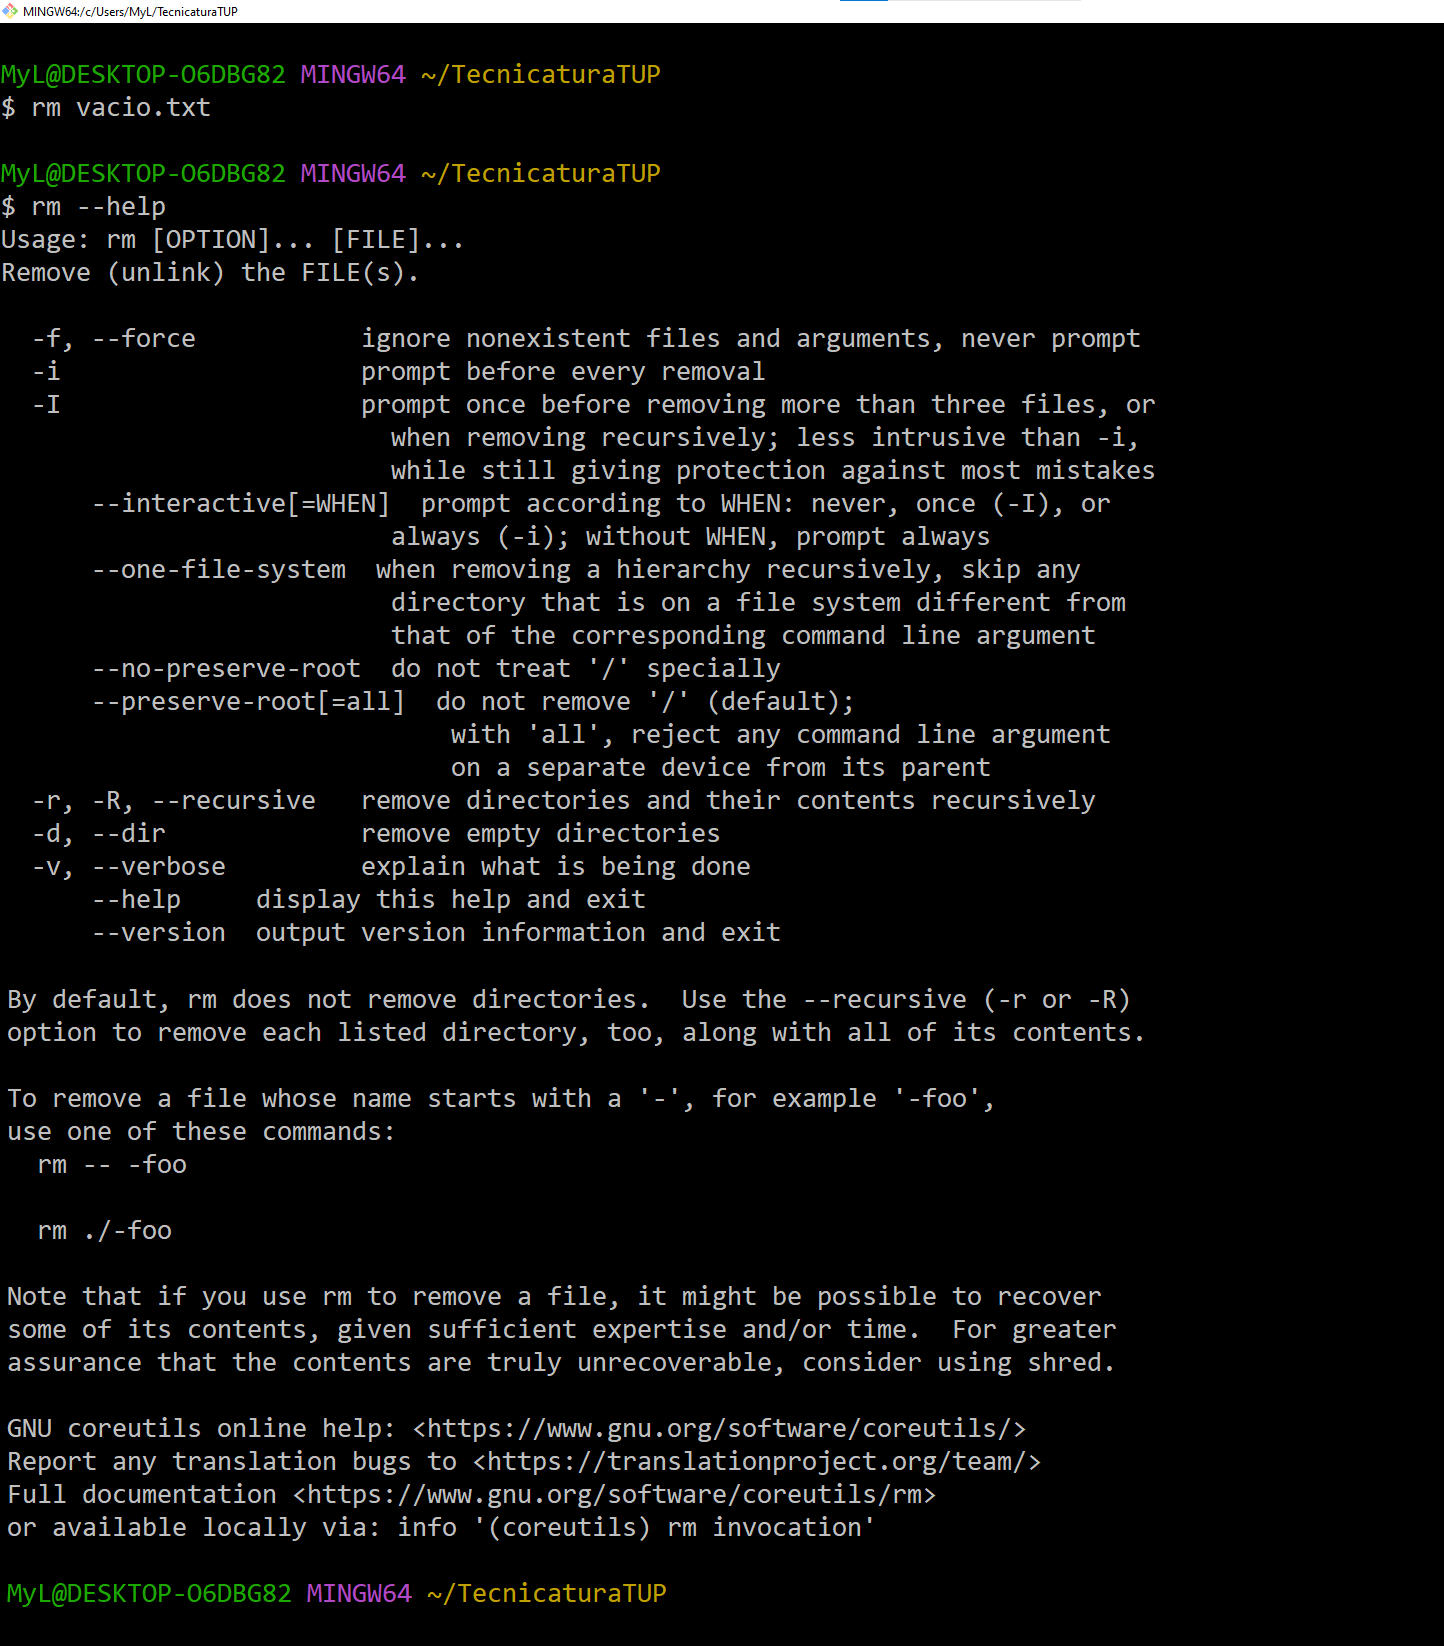 MINGW64:/c/Users/MyL/TecnicaturaTUP
MyL@DESKTOP-O6DBG82 MINGW64 ~/TecnicaturaTUP
$ rm vacio.txt
MyL@DESKTOP-O6DBG82 MINGW64 ~/TecnicaturaTUP
$ rm --help
Usage: rm [OPTION]... [FILE]...
Remove (unlink) the FILE(s).
-f, --force ignore nonexistent files and arguments, never prompt
-i prompt before every removal
-I prompt once before removing more than three files, or
when removing recursively; less intrusive than -i,
while still giving protection against most mistakes
--interactive[=WHEN] prompt according to WHEN: never, once (-I), or
always (-i); without WHEN, prompt always
--one-file-system when removing a hierarchy recursively, skip any
directory that is on a file system different from
that of the corresponding command line argument
--no-preserve-root do not treat '/' specially
--preserve-root[=all] do not remove '/' (default);
with 'all', reject any command line argument
on a separate device from its parent
-r, -R, --recursive remove directories and their contents recursively
-d, --dir remove empty directories
-v, --verbose explain what is being done
--help display this help and exit
--version output version information and exit
By default, rm does not remove directories. Use the --recursive (-r or -R)
option to remove each listed directory, too, along with all of its contents.
To remove a file whose name starts with a '-', for example '-foo',
use one of these commands:
rm -- -foo
rm ./-foo
Note that if you use rm to remove a file, it might be possible to recover
some of its contents, given sufficient expertise and/or time. For greater
assurance that the contents are truly unrecoverable, consider using shred.
GNU coreutils online help: <https://www.gnu.org/software/coreutils/>
Report any translation bugs to <https://translationproject.org/team/>
Full documentation <https://www.gnu.org/software/coreutils/rm>
or available locally via: info '(coreutils) rm invocation'
MyL@DESKTOP-O6DBG82 MINGW64 ~/TecnicaturaTUP